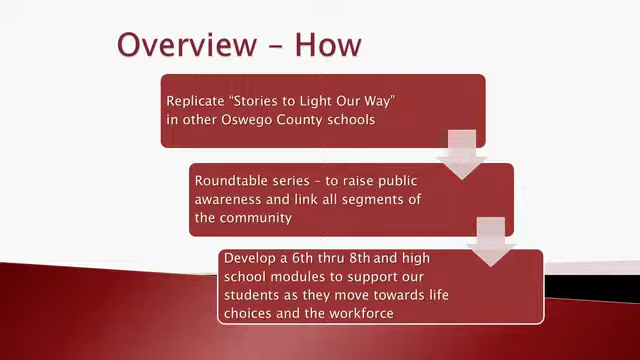 Overview – How
Replicate “Stories to Light Our Way”
in other Oswego County schools
Roundtable series – to raise public
awareness and link all segments of
the community
Develop a 6th thru 8th and high
school modules to support our
students as they move towards life
choices and the workforce